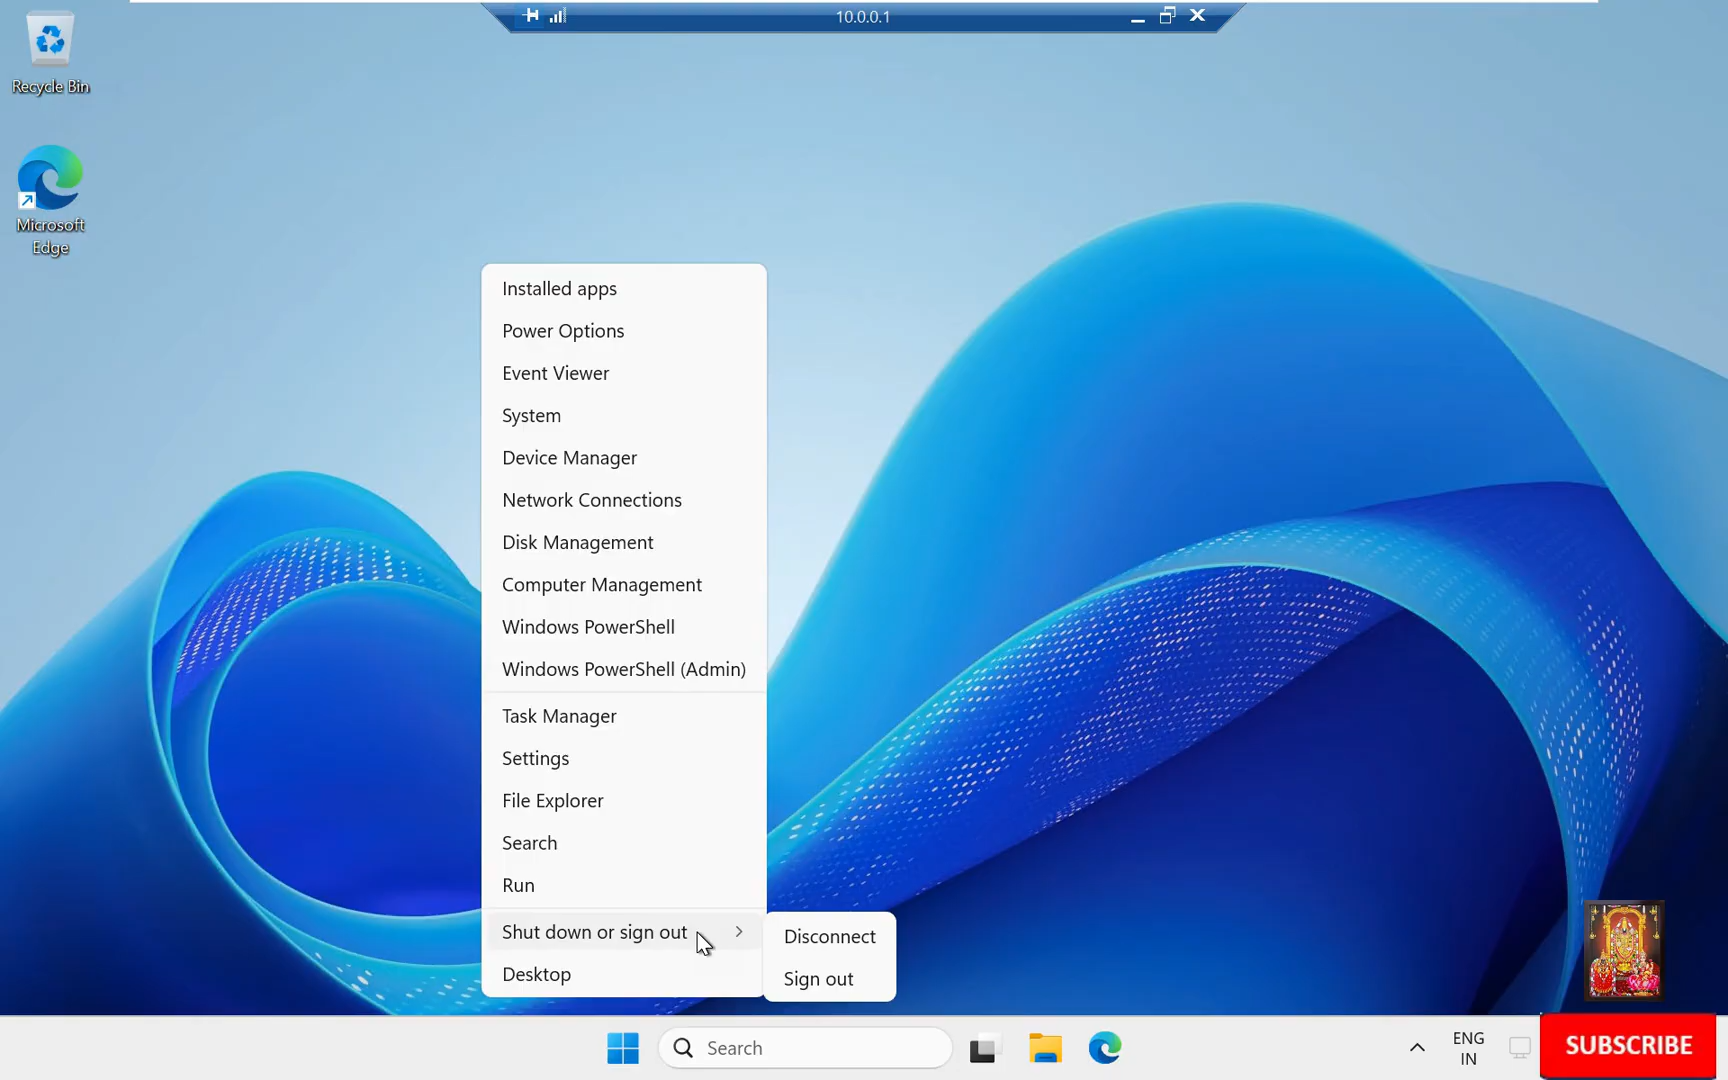 10.0.0.1
Recycle Bin
Microsoft
Edge
Installed apps
Power Options
Event Viewer
System
Device Manager
Network Connections
Disk Management
Computer Management
Windows PowerShell
Windows PowerShell (Admin)
Task Manager
Settings
File Explorer
Search
Run
Shut down or sign out
Desktop
Disconnect
Sign out
Search
ENG
IN
SUBSCRIBE